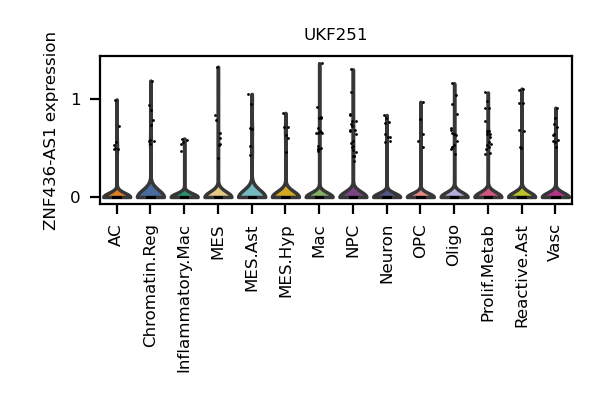 UKF251
ZNF436-AS1 expression
1
0
AC
Chromatin.Reg
Inflammatory.Mac
MES
MES.Ast
MES.Hyp
Mac
NPC
Neuron
OPC
Oligo
Prolif.Metab
Reactive.Ast
Vasc